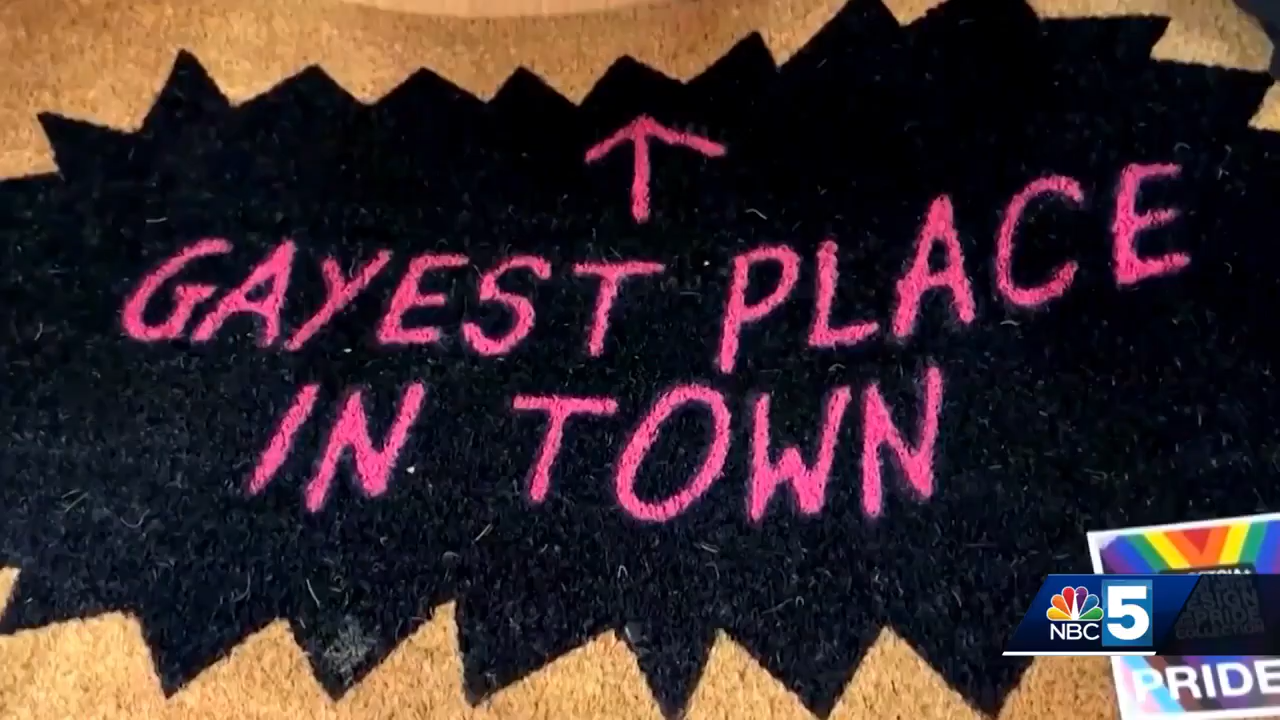 ↑
GAYEST PLACE
IN TOWN
NBC 5
PRIDE